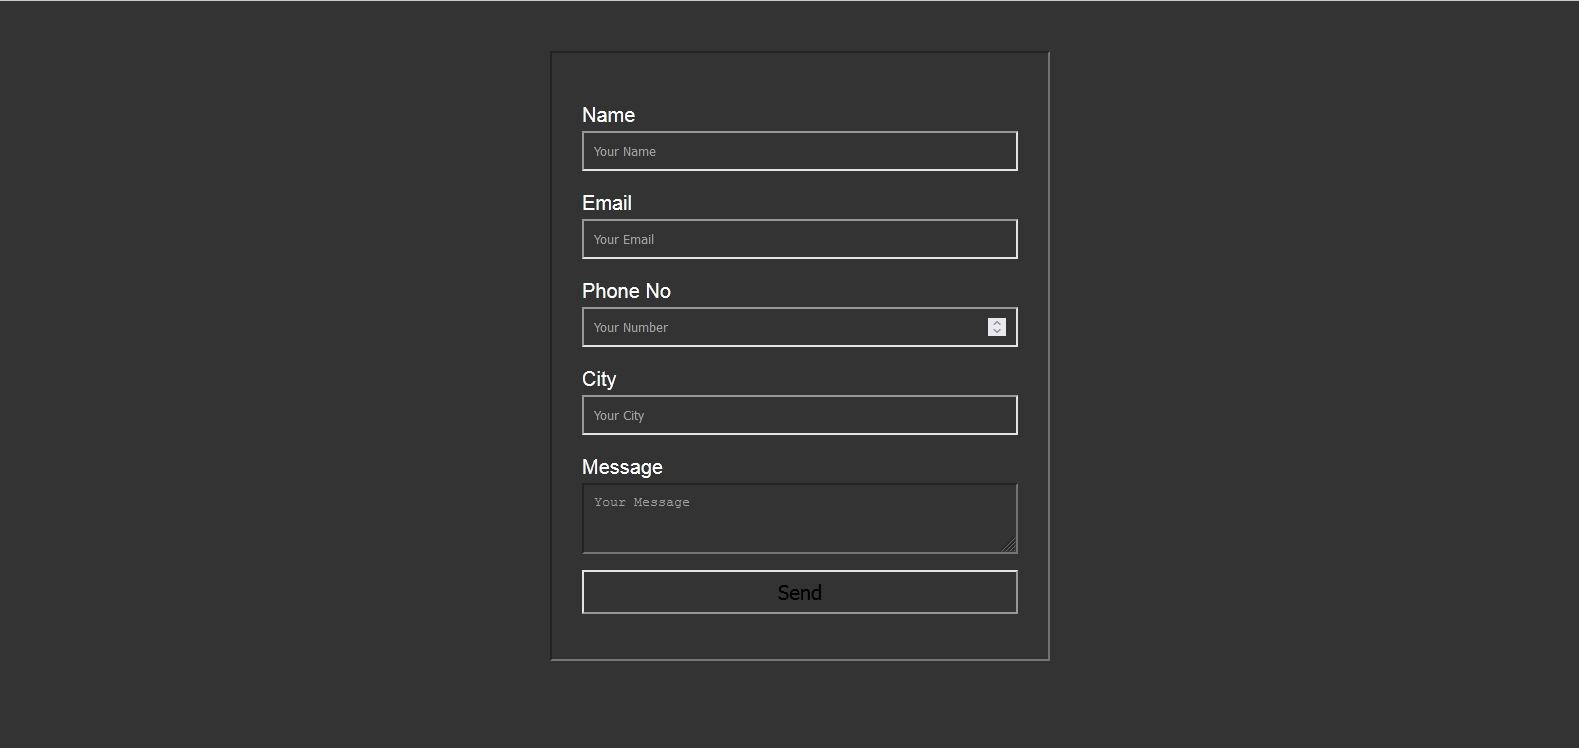 Name
Your Name
Email
Your Email
Phone No
Your Number
City
Your City
Message
Your Message
Send